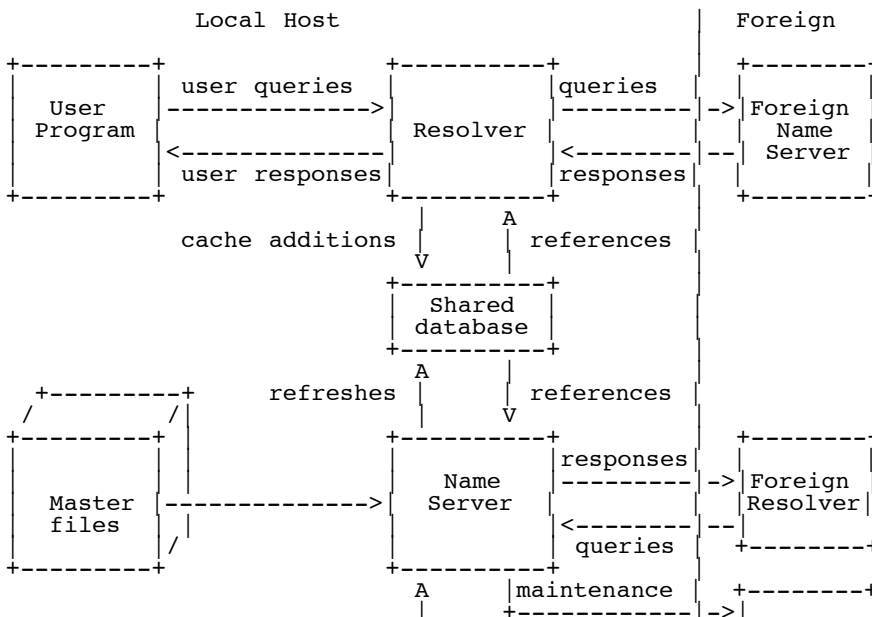 Local Host | Foreign
|
+---------+ +----------+ | +--------+
| | user queries | |queries | | |
| User |-------------->| |---------|->|Foreign |
| Program | | Resolver | | | Name |
| |<--------------| |<--------|--| Server |
| | user responses| |responses| | |
+---------+ +----------+ | +--------+
| A |
cache additions | | references |
V | |
+----------+ |
| Shared | |
| database | |
+----------+ |
A | |
+---------+ refreshes | | references |
/ /| | V |
+---------+ | +----------+ | +--------+
| | | | |responses| | |
| | | | Name |---------|->|Foreign |
| Master |-------------->| Server | | |Resolver|
| files | | | |<--------|--| |
| |/ | | queries | +--------+
+---------+ +----------+ |
A |maintenance | +--------+
| +------------|->|